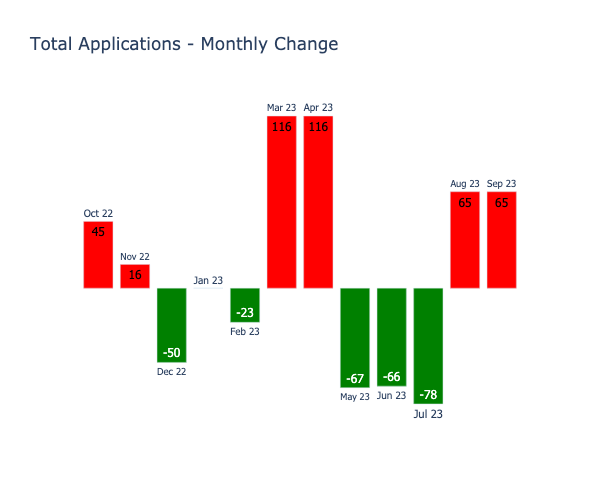 Total Applications - Monthly Change
Mar 23 Apr 23
116 116
Aug 23 Sep 23
65 65
Oct 22
45
Nov 22
16
Jan 23
-23
Feb 23
-50
Dec 22
-67 -66
May 23 Jun 23
-78
Jul 23